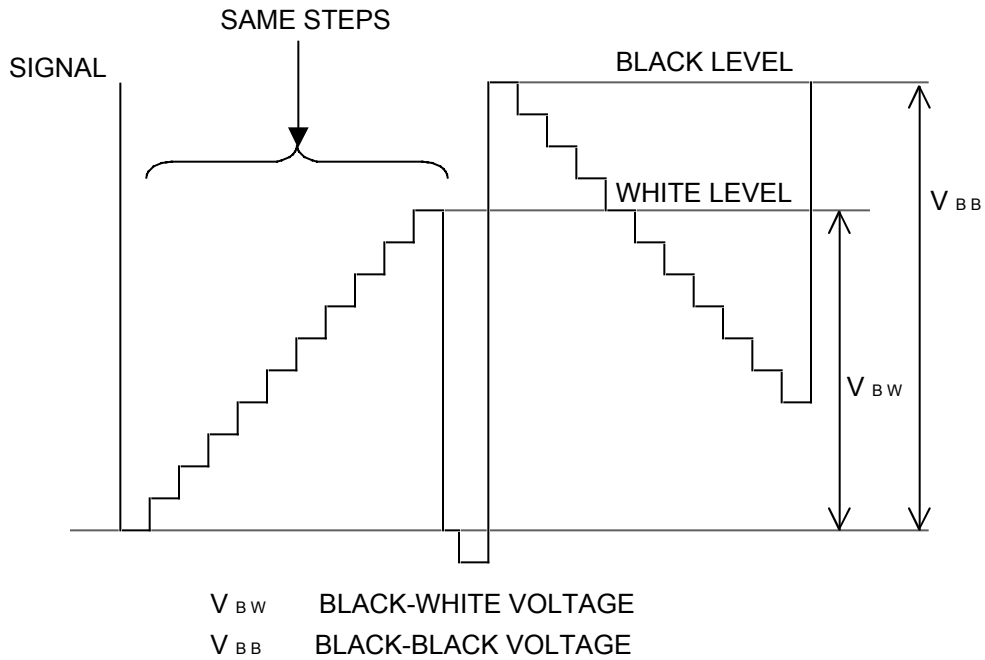 SAME STEPS
SIGNAL
BLACK LEVEL
WHITE LEVEL
V BB
V BW
V BW BLACK-WHITE VOLTAGE
V BB BLACK-BLACK VOLTAGE